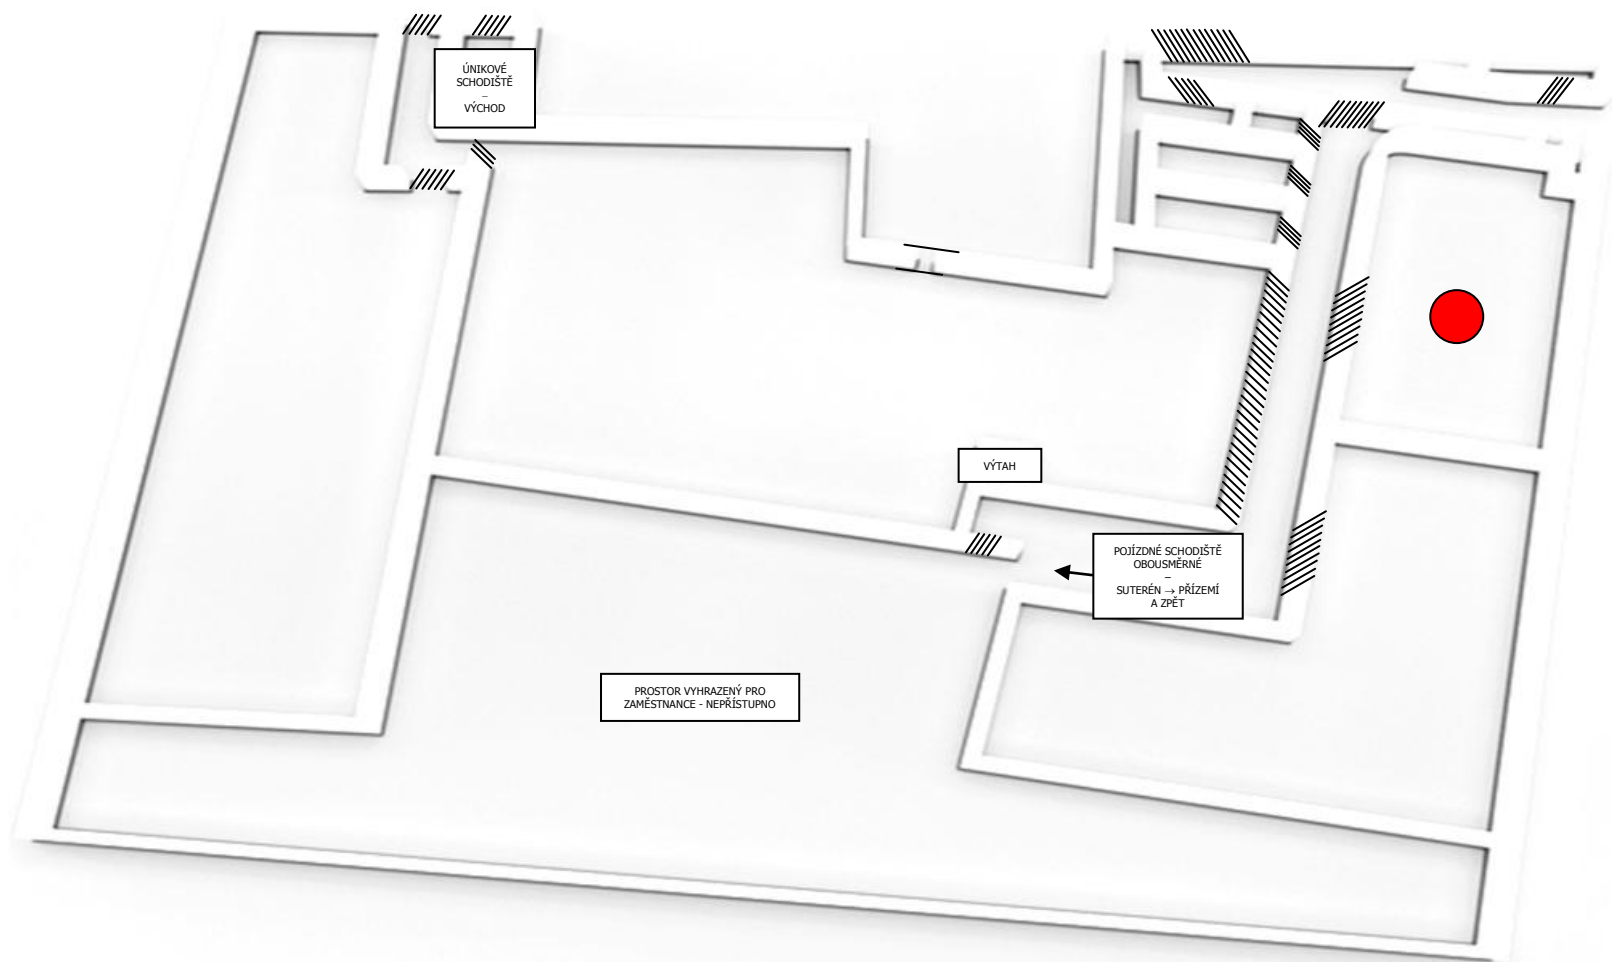 ÚNIKOVÉ
SCHODIŠTĚ
–
VÝCHOD
VÝTAH
POJÍZDNÉ SCHODIŠTĚ
OBOUSMĚRNÉ
–
SUTERÉN → PŘÍZEMÍ
A ZPĚT
PROSTOR VYHRAZENÝ PRO
ZAMĚSTNANCE - NEPŘÍSTUPNO